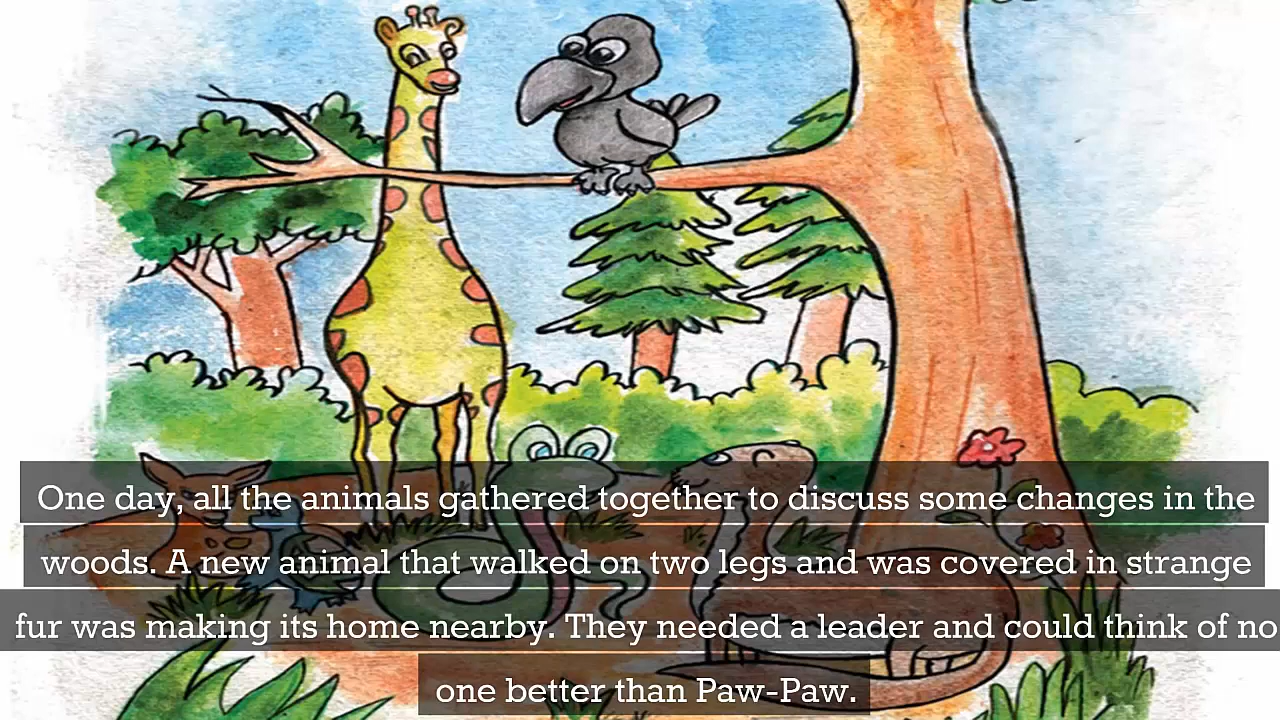 One day, all the animals gathered together to discuss some changes in the
woods. A new animal that walked on two legs and was covered in strange
fur was making its home nearby. They needed a leader and could think of no
one better than Paw-Paw.